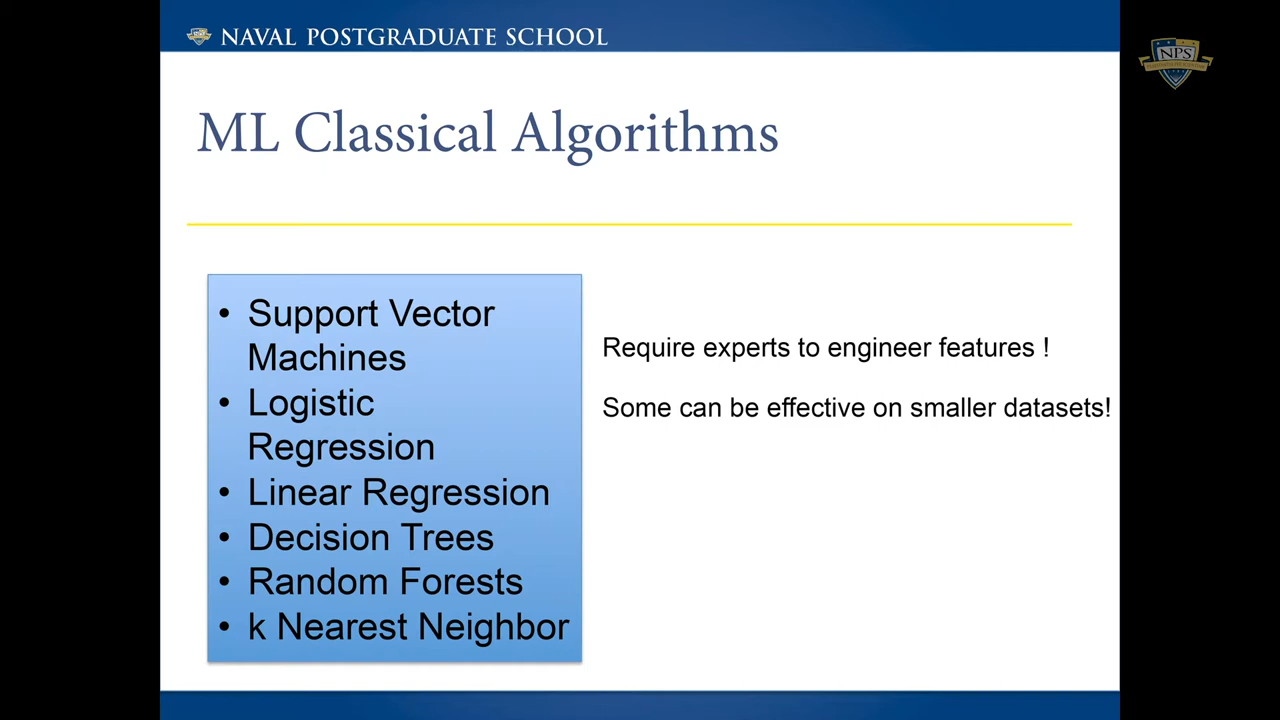 NAVAL POSTGRADUATE SCHOOL
NPS
ML Classical Algorithms
• Support Vector
Machines
• Logistic
Regression
• Linear Regression
• Decision Trees
• Random Forests
• k Nearest Neighbor
Require experts to engineer features !
Some can be effective on smaller datasets!